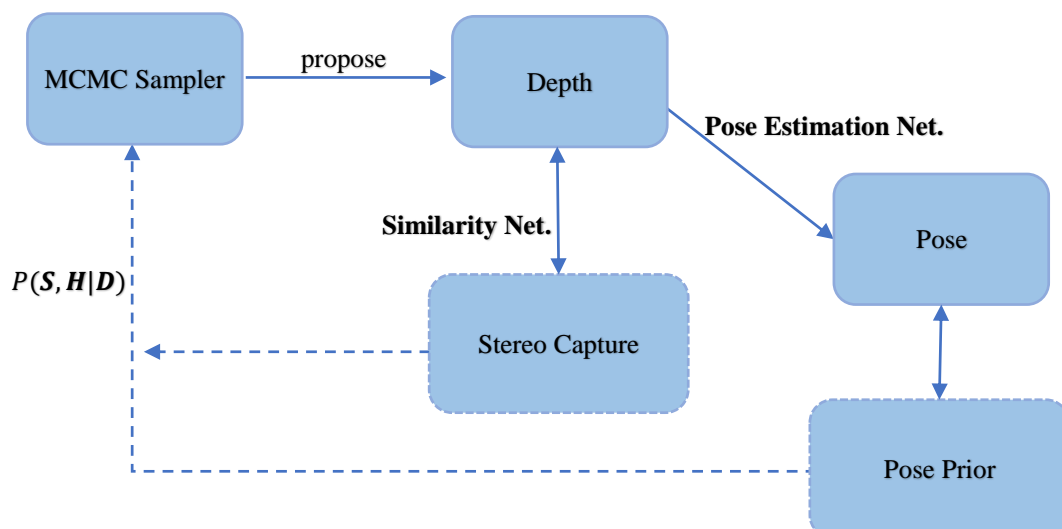 MCMC Sampler
propose
Depth
Pose Estimation Net.
Similarity Net.
Pose
P(S, H|D)
Stereo Capture
Pose Prior